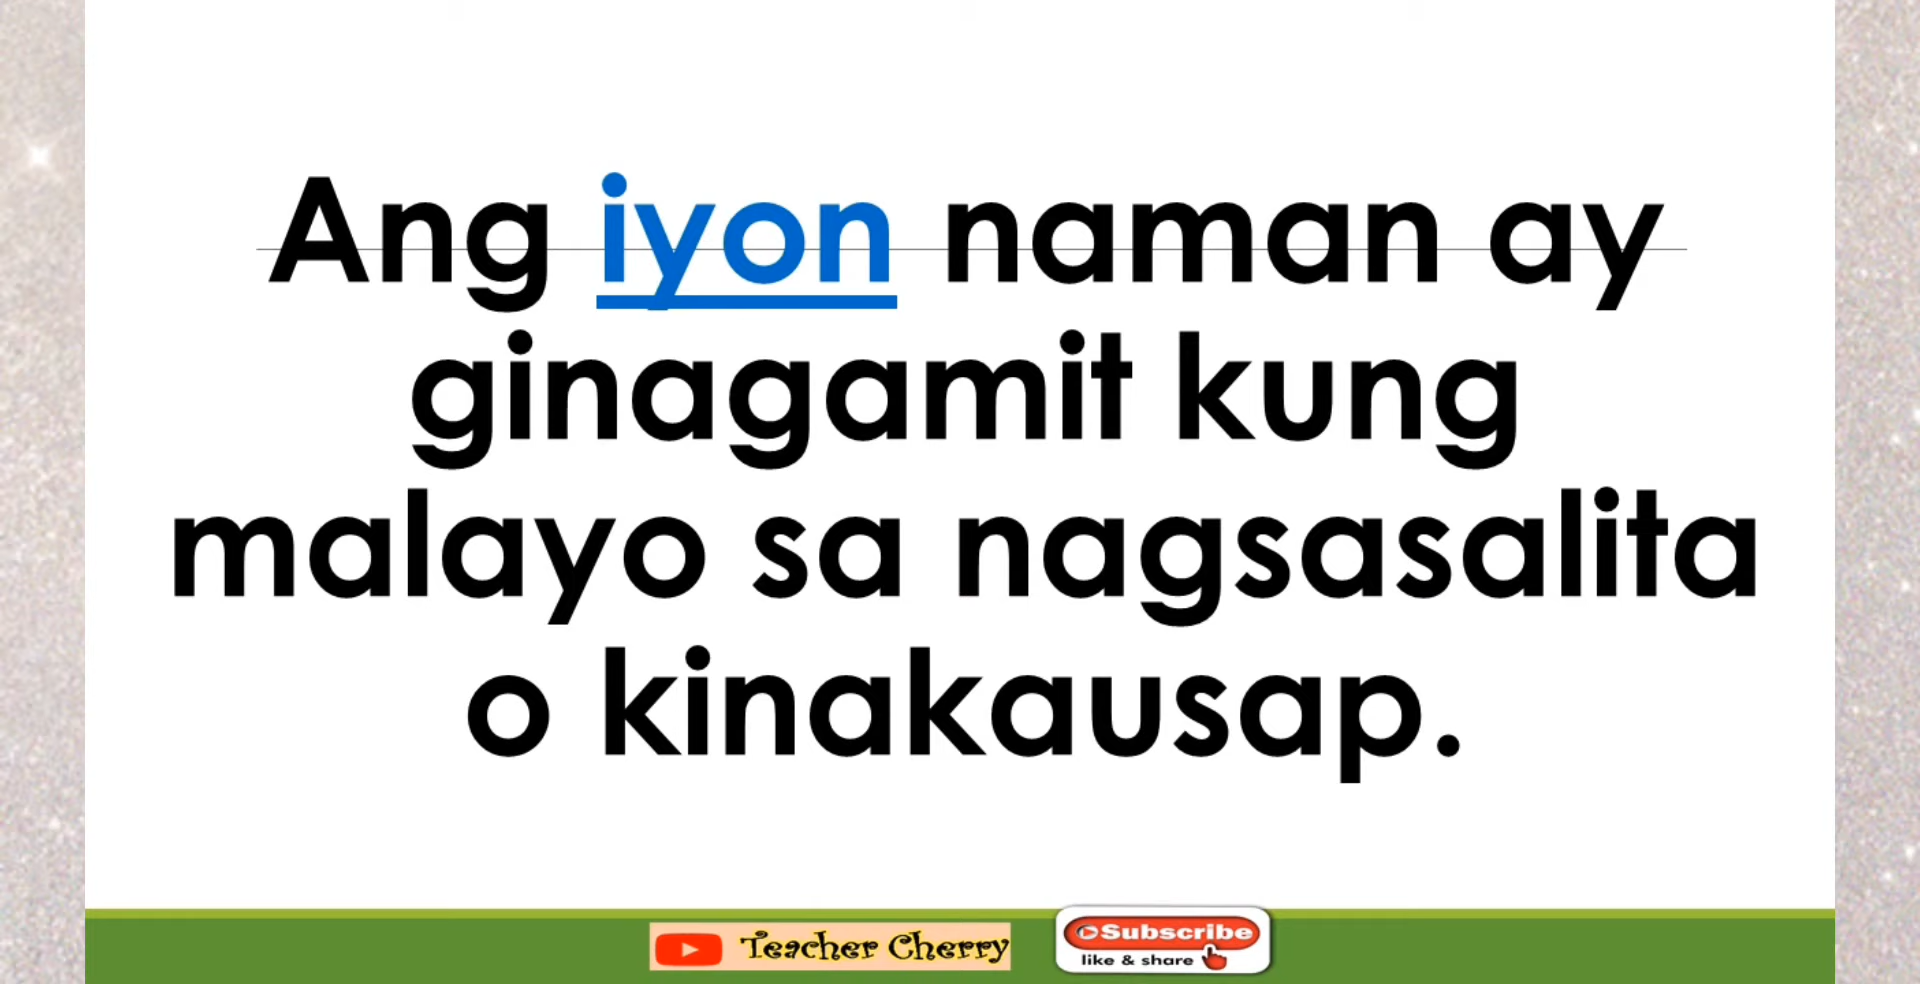 Ang iyon naman ay
ginagamit kung
malayo sa nagsasalita
o kinakausap.
Teacher Cherry
Subscribe
like & share